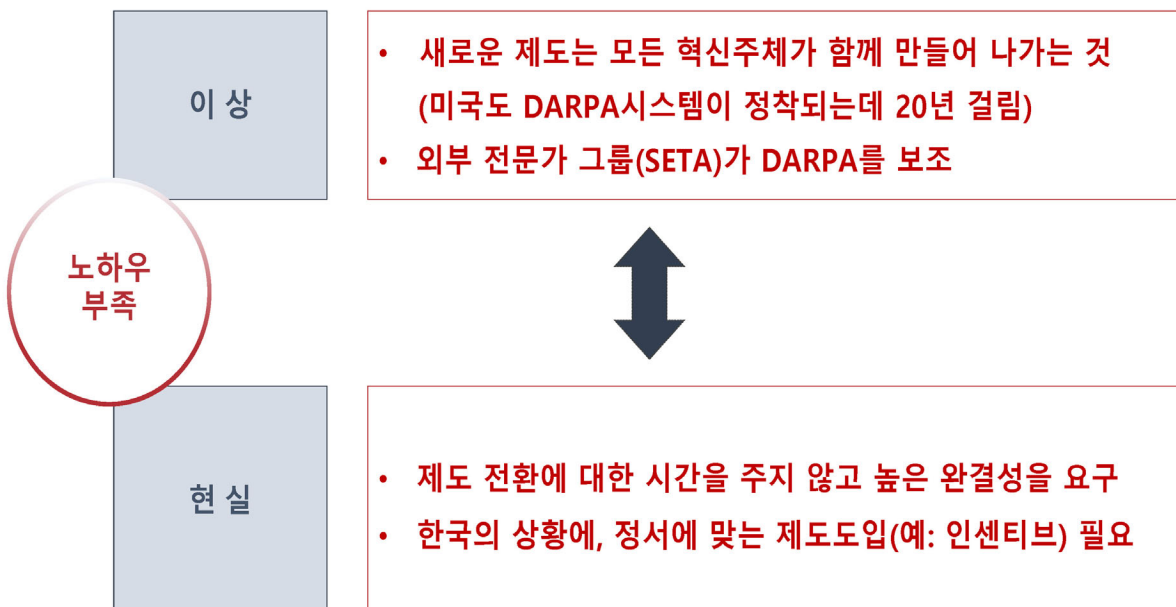 이 상
• 새로운 제도는 모든 혁신주체가 함께 만들어 나가는 것
(미국도 DARPA시스템이 정착되는데 20년 걸림)
• 외부 전문가 그룹(SETA)가 DARPA를 보조
노하우
부족
현 실
• 제도 전환에 대한 시간을 주지 않고 높은 완결성을 요구
• 한국의 상황에, 정서에 맞는 제도도입(예: 인센티브) 필요